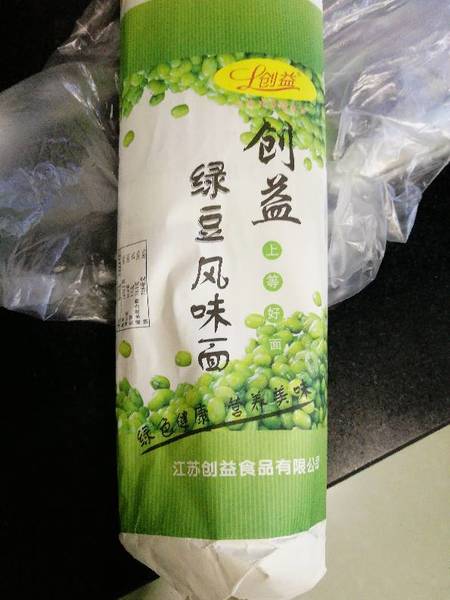 创益
创益
绿豆风味面
上等好面
绿色健康 营养美味
江苏创益食品有限公司